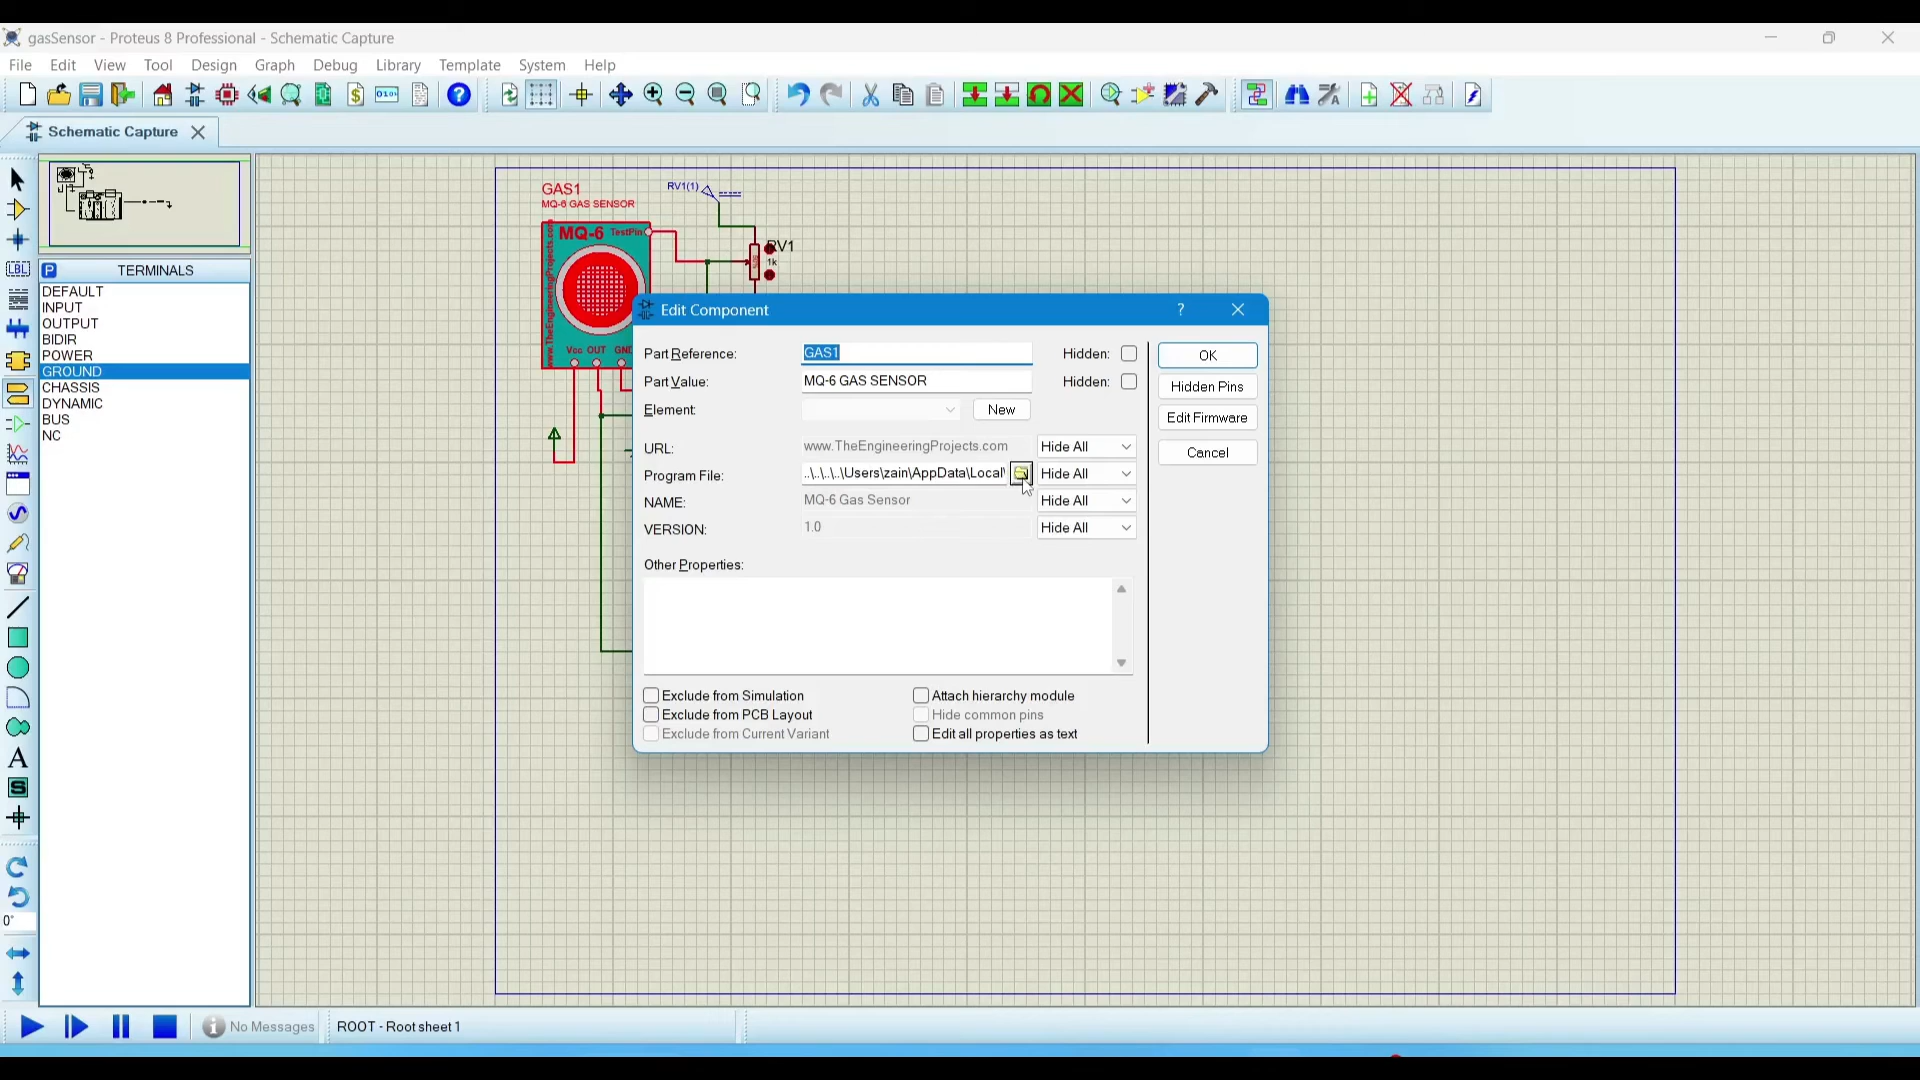 gasSensor - Proteus 8 Professional - Schematic Capture
File Edit View Tool Design Graph Debug Library Template System Help
Schematic Capture
TERMINALS
DEFAULT
INPUT
OUTPUT
BIDIR
POWER
GROUND
CHASSIS
DYNAMIC
BUS
NC
GAS1
MQ-6 GAS SENSOR
RV1(1)
MQ-6 TestPin
www.TheEngineeringProjects.com
Vcc OUT GND
RV1
1k
Edit Component
Part Reference: GAS1 Hidden:
Part Value: MQ-6 GAS SENSOR Hidden:
Element: New
URL: www.TheEngineeringProjects.com Hide All
Program File: ..\..\..\..\Users\zain\AppData\Local\ Hide All
NAME: MQ-6 Gas Sensor Hide All
VERSION: 1.0 Hide All
Other Properties:
Exclude from Simulation
Exclude from PCB Layout
Exclude from Current Variant
Attach hierarchy module
Hide common pins
Edit all properties as text
OK
Hidden Pins
Edit Firmware
Cancel
0°
No Messages
ROOT - Root sheet 1